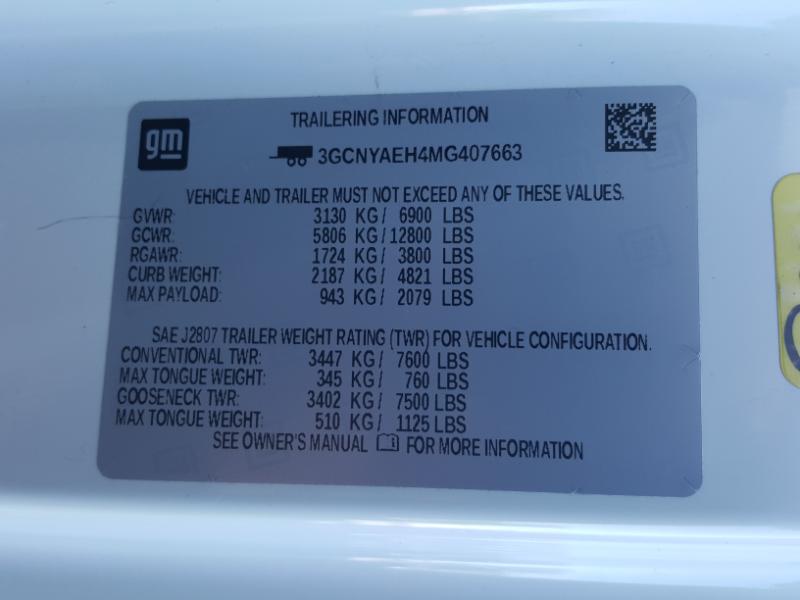 gm
TRAILERING INFORMATION
3GCNYAEH4MG407663
VEHICLE AND TRAILER MUST NOT EXCEED ANY OF THESE VALUES.
GVWR: 3130 KG/ 6900 LBS
GCWR: 5806 KG/12800 LBS
RGAWR: 1724 KG/ 3800 LBS
CURB WEIGHT: 2187 KG/ 4821 LBS
MAX PAYLOAD: 943 KG/ 2079 LBS
SAE J2807 TRAILER WEIGHT RATING (TWR) FOR VEHICLE CONFIGURATION.
CONVENTIONAL TWR: 3447 KG/ 7600 LBS
MAX TONGUE WEIGHT: 345 KG/ 760 LBS
GOOSENECK TWR: 3402 KG/ 7500 LBS
MAX TONGUE WEIGHT: 510 KG/ 1125 LBS
SEE OWNER'S MANUAL FOR MORE INFORMATION